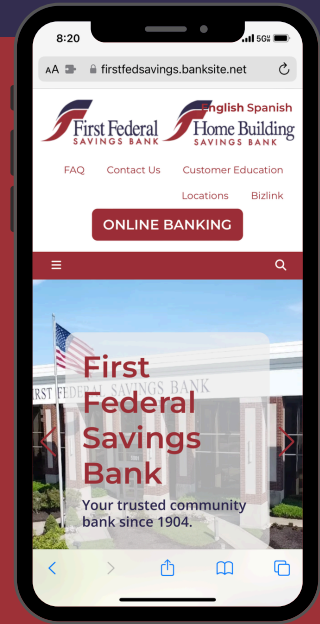 8:20
5G
AA firstfedsavings.banksite.net
English Spanish
First Federal
SAVINGS BANK
Home Building
SAVINGS BANK
FAQ Contact Us Customer Education
Locations Bizlink
ONLINE BANKING
FIRST FEDERAL SAVINGS BANK
First
Federal
Savings
Bank
Your trusted community
bank since 1904.